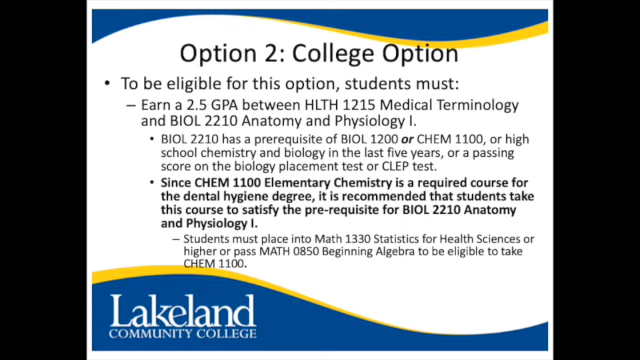 Option 2: College Option
• To be eligible for this option, students must:
– Earn a 2.5 GPA between HLTH 1215 Medical Terminology
and BIOL 2210 Anatomy and Physiology I.
• BIOL 2210 has a prerequisite of BIOL 1200 or CHEM 1100, or high
school chemistry and biology in the last five years, or a passing
score on the biology placement test or CLEP test.
• Since CHEM 1100 Elementary Chemistry is a required course for
the dental hygiene degree, it is recommended that students take
this course to satisfy the pre-requisite for BIOL 2210 Anatomy
and Physiology I.
– Students must place into Math 1330 Statistics for Health Sciences or
higher or pass MATH 0850 Beginning Algebra to be eligible to take
CHEM 1100.
Lakeland
COMMUNITY COLLEGE